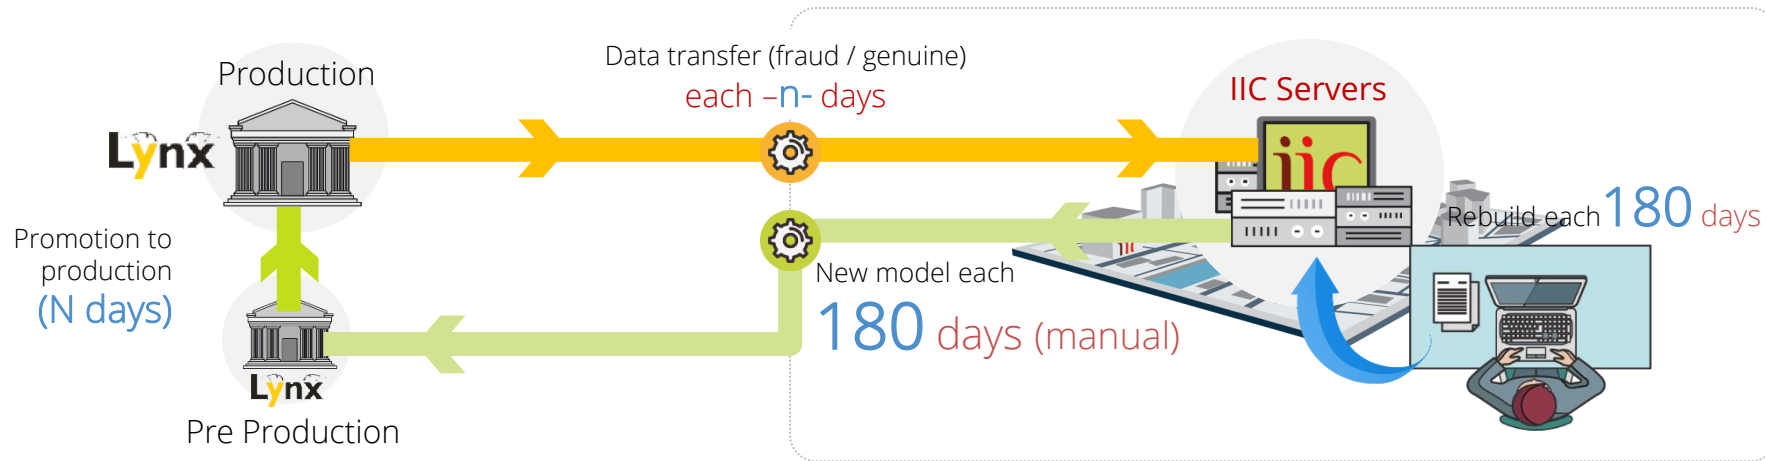 Production
Data transfer (fraud / genuine)
each –n- days
IIC Servers
Lynx
iic
Rebuild each 180 days
Promotion to
production
(N days)
New model each
180 days (manual)
Lynx
Pre Production